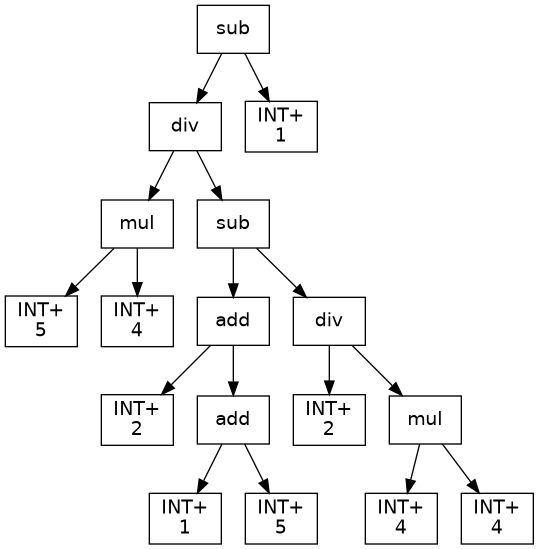 sub
div
INT+
1
mul
sub
INT+
5
INT+
4
add
div
INT+
2
add
INT+
2
mul
INT+
1
INT+
5
INT+
4
INT+
4